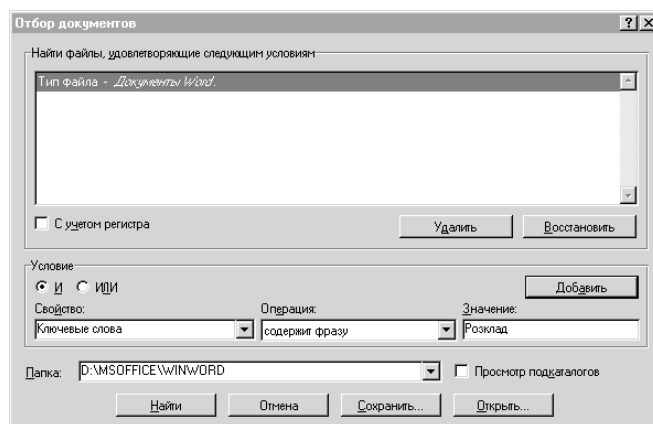 Отбор документов
Найти файлы, удовлетворяющие следующим условиям
Тип файла - Документы Word.
С учетом регистра
Удалить
Восстановить
Условие
И ИЛИ
Добавить
Свойство: Операция: Значение:
Ключевые слова содержит фразу Розклад
Папка: D:\MSOFFICE\WINWORD Просмотр подкаталогов
Найти Отмена Сохранить... Открыть...